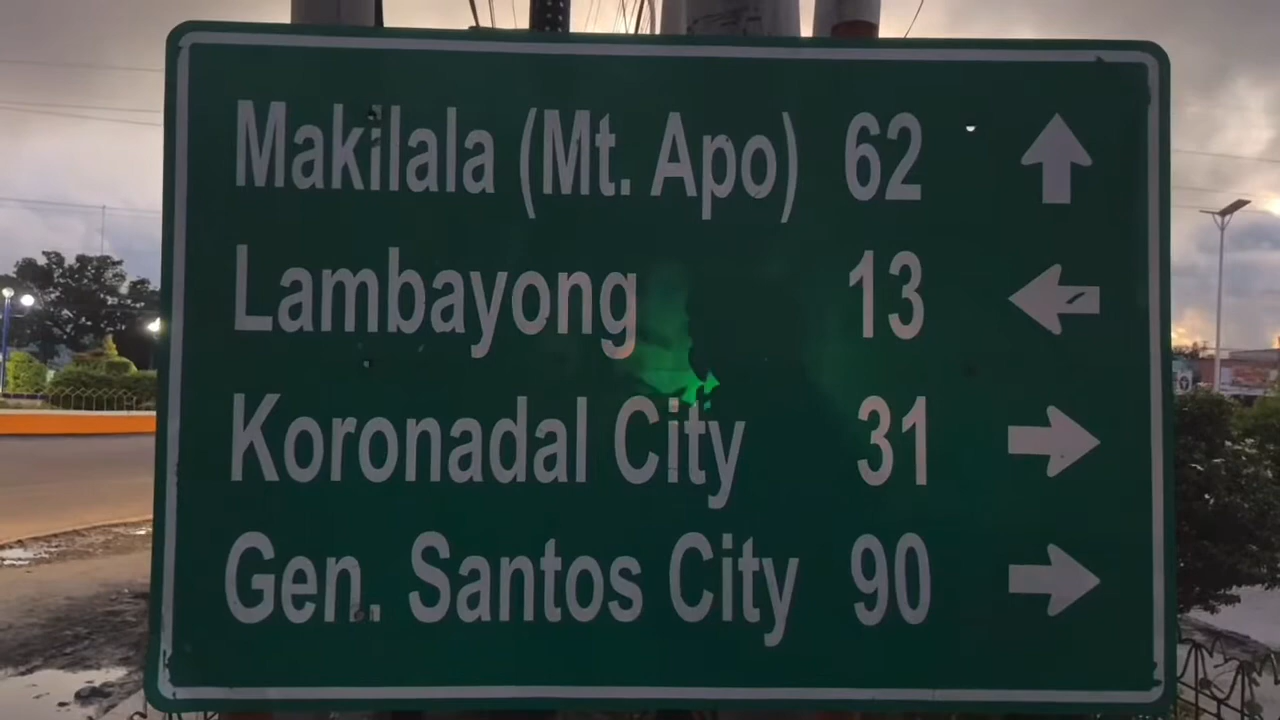 Makilala (Mt. Apo) 62 ↑
Lambayong 13 ←
Koronadal City 31 →
Gen. Santos City 90 →